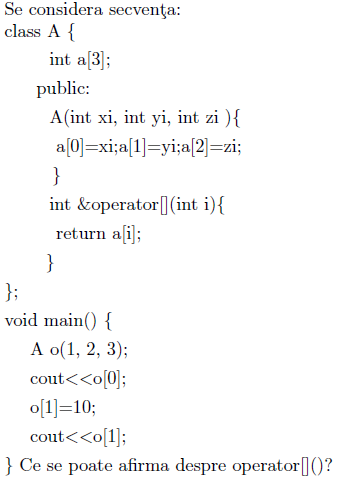 Se considera secvenţa:
class A {
int a[3];
public:
A(int xi, int yi, int zi ){
a[0]=xi;a[1]=yi;a[2]=zi;
}
int &operator[](int i){
return a[i];
}
};
void main() {
A o(1, 2, 3);
cout<<o[0];
o[1]=10;
cout<<o[1];
} Ce se poate afirma despre operator[]()?